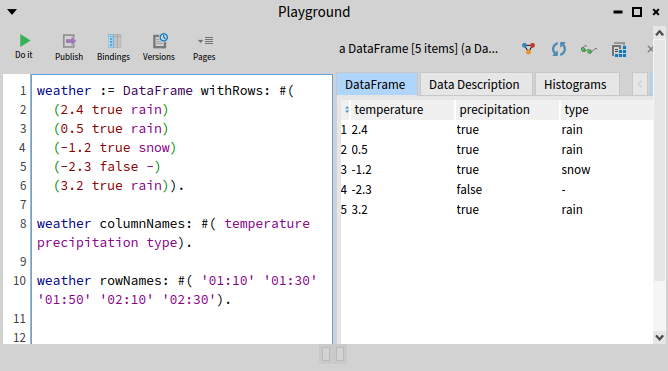 Playground
Do it Publish Bindings Versions Pages
a DataFrame [5 items] (a Da...
1 weather := DataFrame withRows: #(
2 (2.4 true rain)
3 (0.5 true rain)
4 (-1.2 true snow)
5 (-2.3 false -)
6 (3.2 true rain)).
7
8 weather columnNames: #( temperature
precipitation type).
9
10 weather rowNames: #( '01:10' '01:30'
'01:50' '02:10' '02:30').
11
12
DataFrame Data Description Histograms
temperature precipitation type
1 2.4 true rain
2 0.5 true rain
3 -1.2 true snow
4 -2.3 false -
5 3.2 true rain